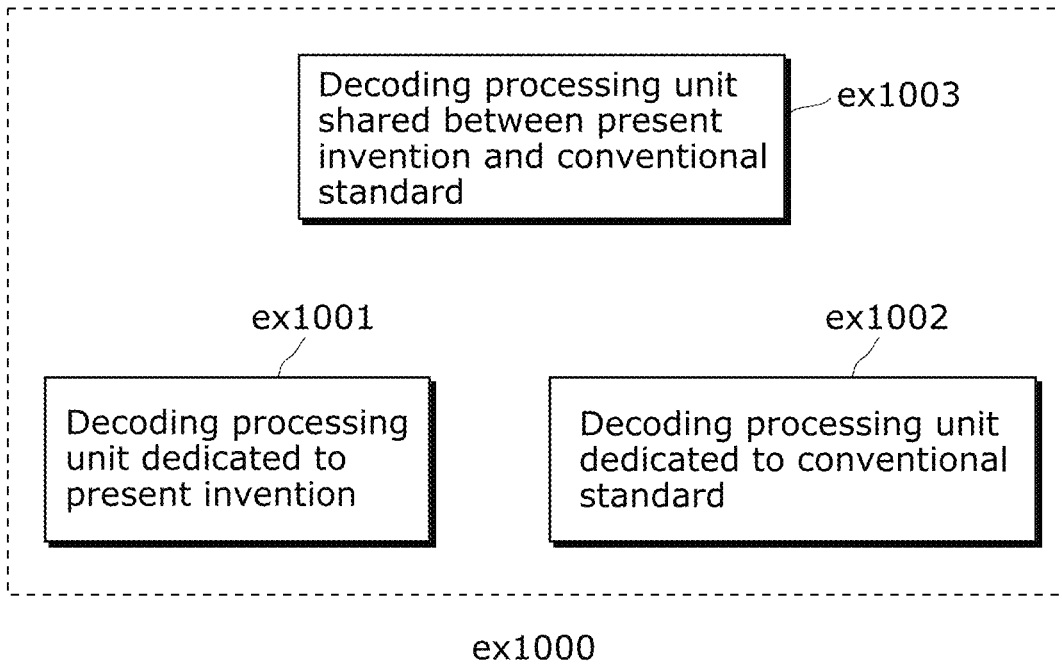 Decoding processing unit
shared between present
invention and conventional
standard
ex1003
ex1001
Decoding processing
unit dedicated to
present invention
ex1002
Decoding processing unit
dedicated to conventional
standard
ex1000